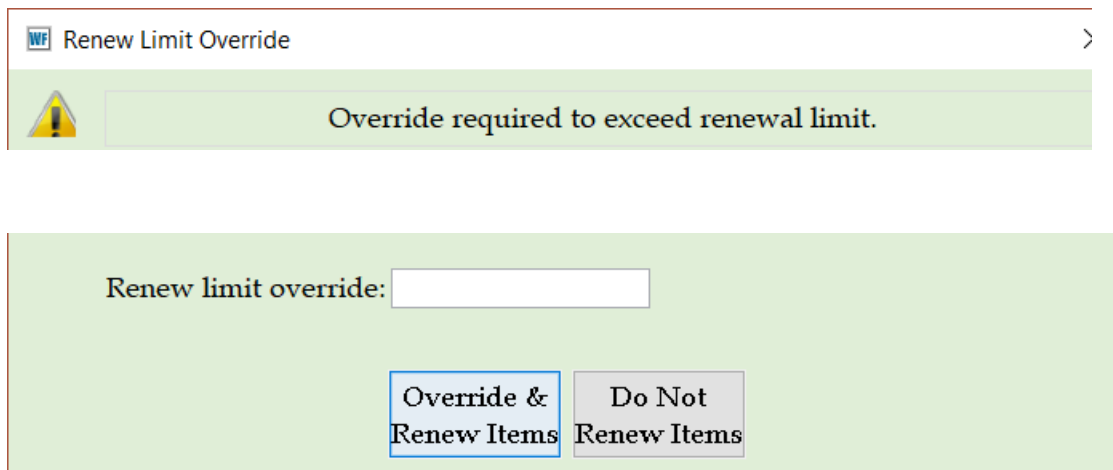 WF Renew Limit Override
Override required to exceed renewal limit.
Renew limit override:
Override &
Renew Items
Do Not
Renew Items